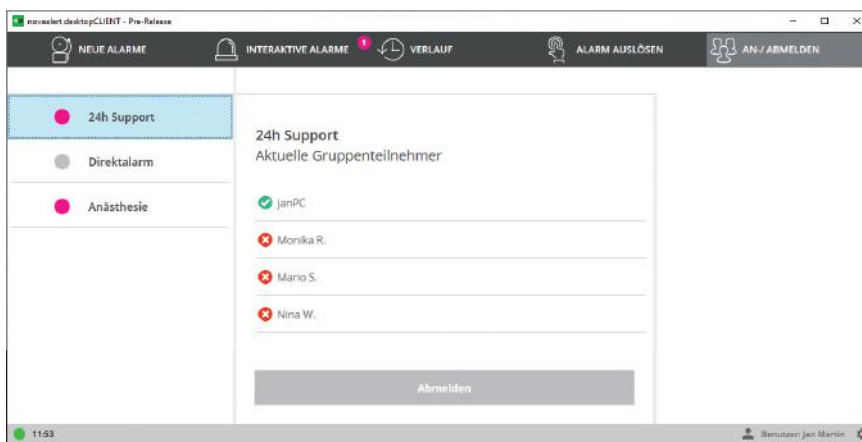 novaalert desktopCLIENT - Pre-Release
NEUE ALARME
INTERAKTIVE ALARME
1
VERLAUF
ALARM AUSLÖSEN
AN-/ ABMELDEN
24h Support
Direktalarm
Anästhesie
24h Support
Aktuelle Gruppenteilnehmer
janPC
Monika R.
Mario S.
Nina W.
Abmelden
11:53
Benutzer: Jan Martin